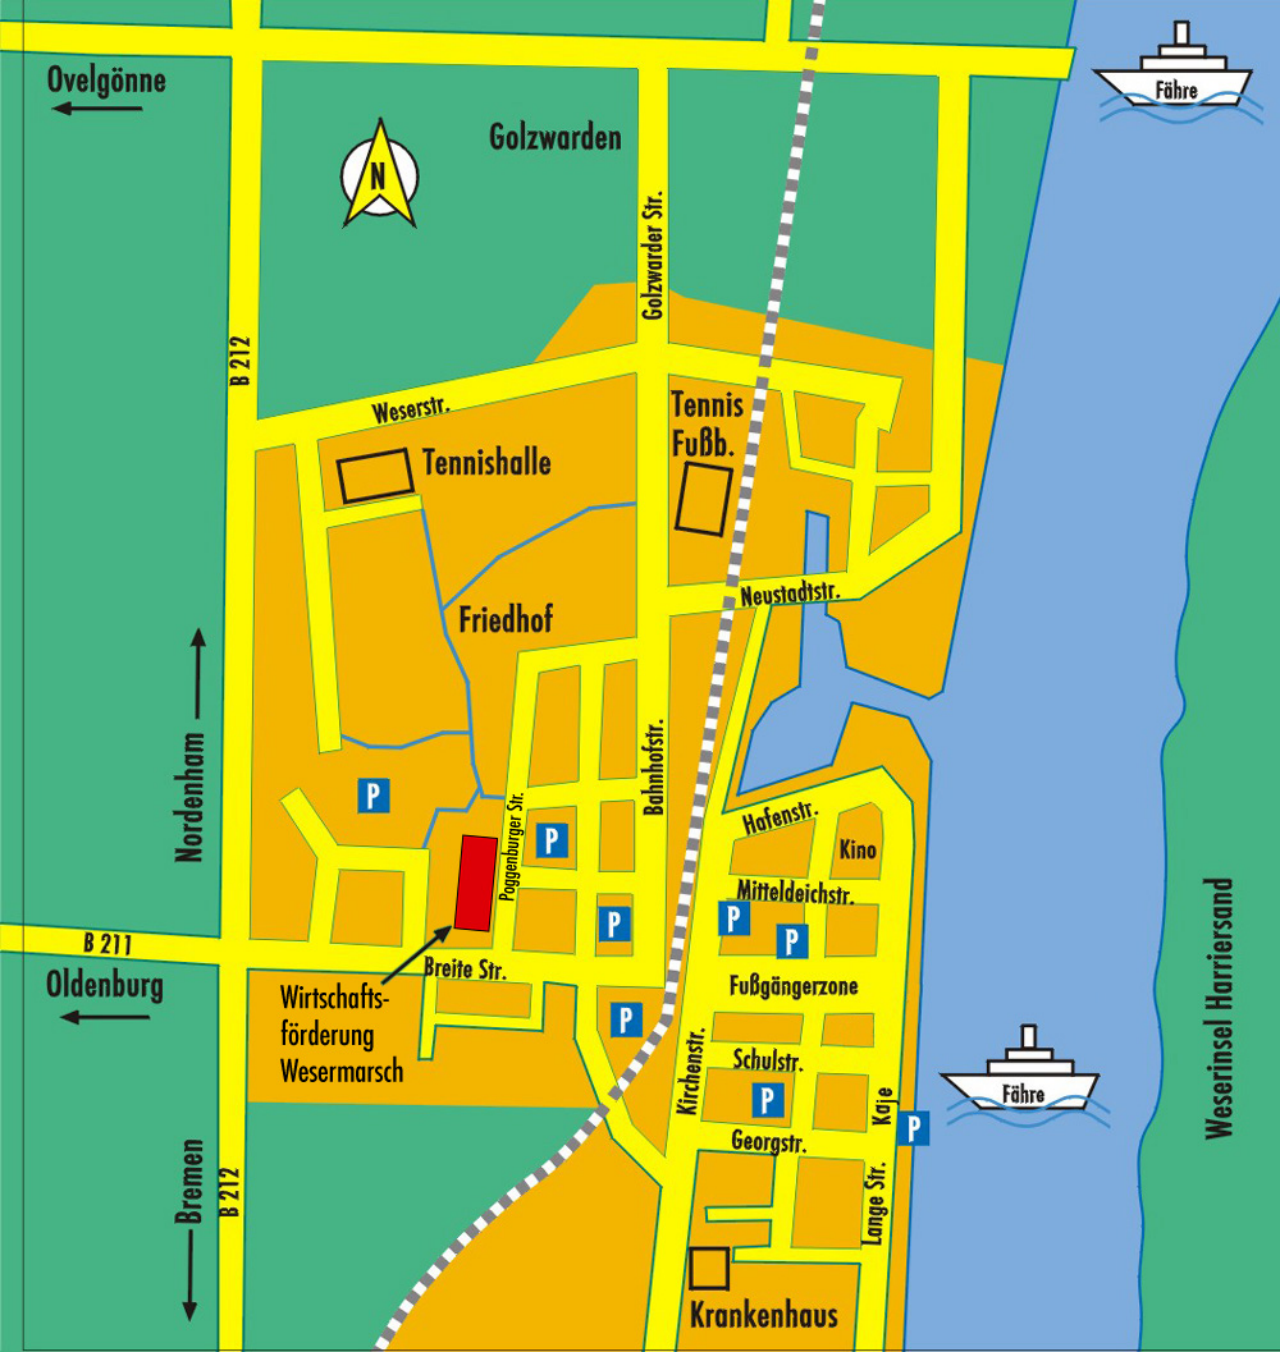 Fähre
Ovelgönne
Golzwarden
N
Golzwarder Str.
B 212
Weserstr.
Tennis
Fußb.
Tennishalle
Neustadtstr.
Friedhof
Nordenham
Bahnhofstr.
P
Poggenburger Str.
P
Hafenstr.
Kino
Mitteldeichstr.
P
P
P
B 211
Oldenburg
Breite Str.
Wirtschafts-
förderung
Wesermarsch
Fußgängerzone
P
Kirchenstr.
Schulstr.
P
Kaje
P
Fähre
Weserinsel Harriersand
Georgstr.
Lange Str.
Bremen
B 212
Krankenhaus